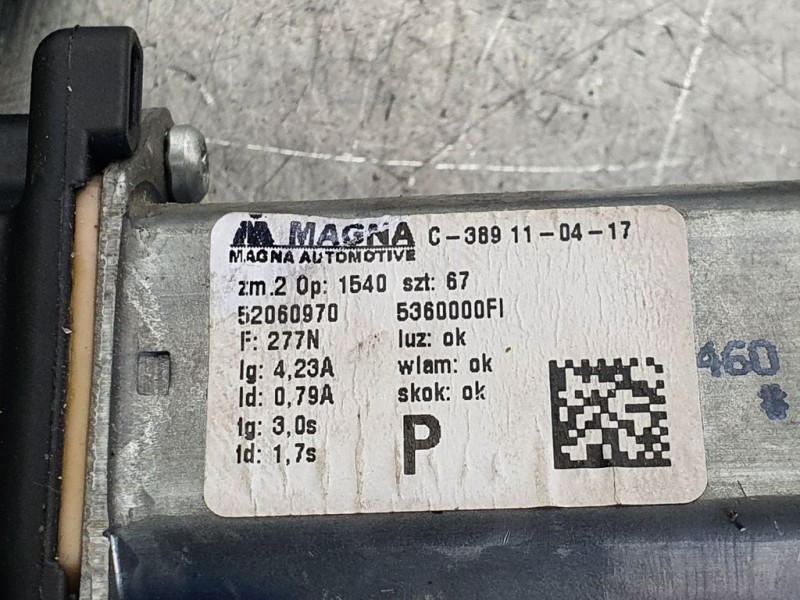 MAGNA C-389 11-04-17
MAGNA AUTOMOTIVE
zm.2 Op: 1540 szt: 67
52060970 5360000FI
F: 277N luz: ok
Ig: 4,23A wlam: ok
Id: 0,79A skok: ok
tg: 3,0s
td: 1,7s
P
460
*